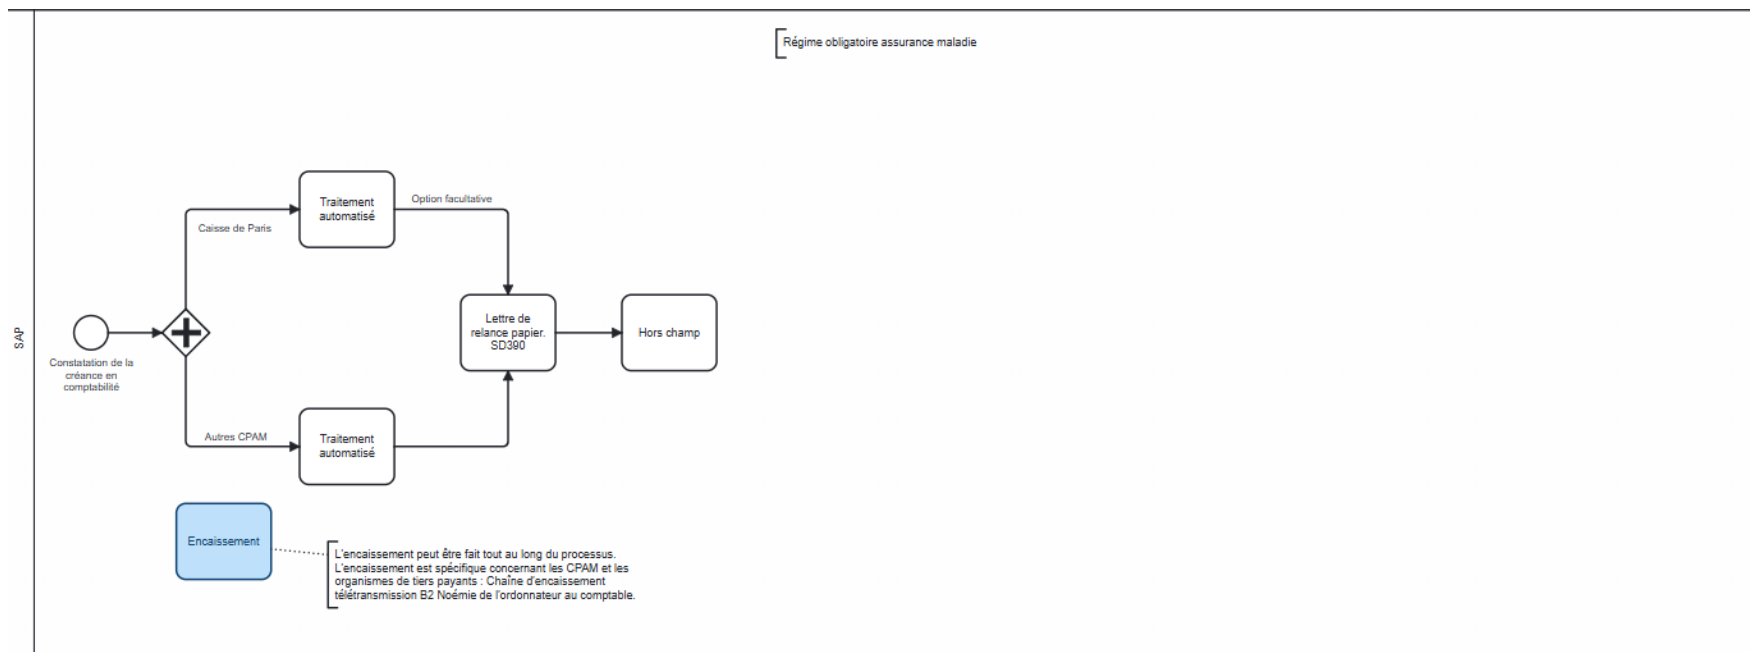 Régime obligatoire assurance maladie
Traitement
automatisé
Option facultative
Caisse de Paris
SAP
Constatation de la
créance en
comptabilité
Lettre de
relance papier.
SD390
Hors champ
Autres CPAM
Traitement
automatisé
Encaissement
L'encaissement peut être fait tout au long du processus.
L'encaissement est spécifique concernant les CPAM et les
organismes de tiers payants : Chaîne d'encaissement
télétransmission B2 Noémie de l'ordonnateur au comptable.